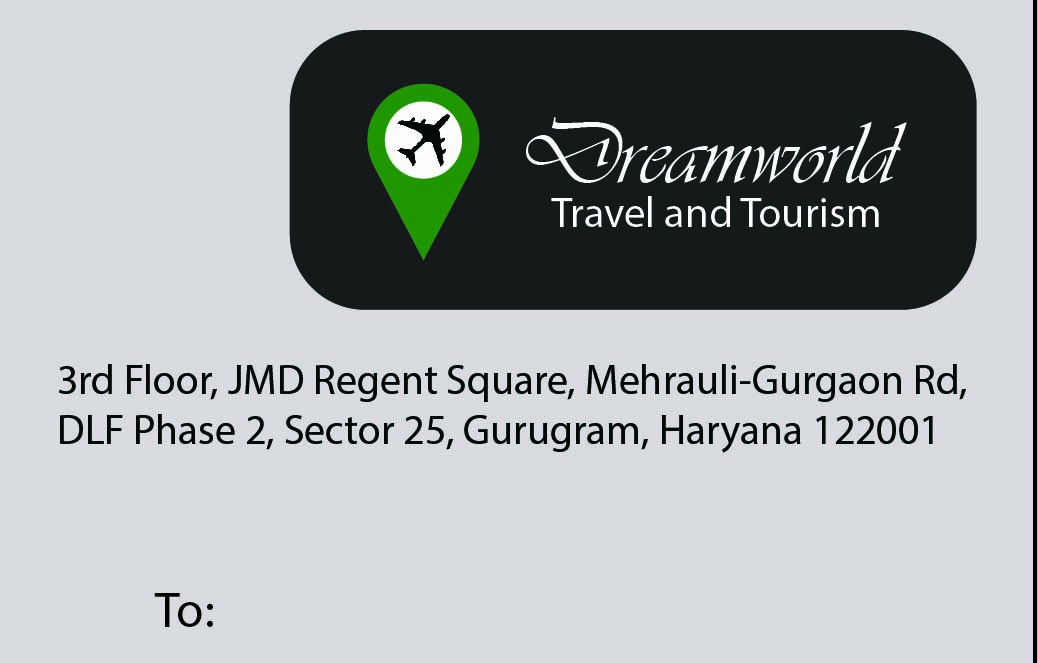 Dreamworld
Travel and Tourism
3rd Floor, JMD Regent Square, Mehrauli-Gurgaon Rd,
DLF Phase 2, Sector 25, Gurugram, Haryana 122001
To: